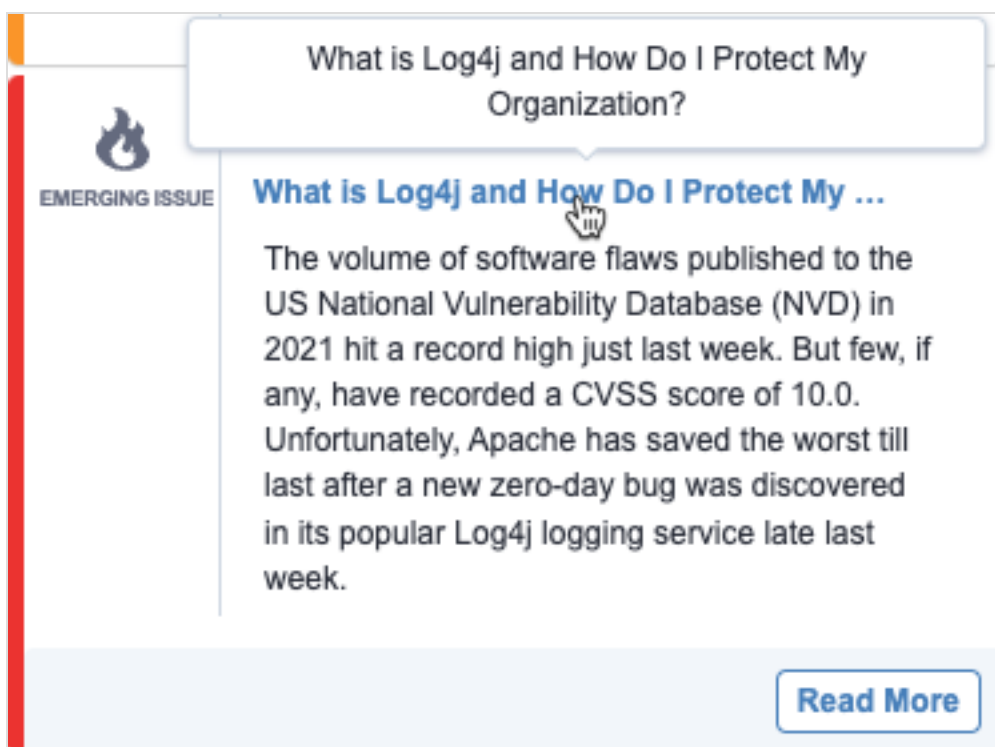 What is Log4j and How Do I Protect My
Organization?
EMERGING ISSUE
What is Log4j and How Do I Protect My ...
The volume of software flaws published to the
US National Vulnerability Database (NVD) in
2021 hit a record high just last week. But few, if
any, have recorded a CVSS score of 10.0.
Unfortunately, Apache has saved the worst till
last after a new zero-day bug was discovered
in its popular Log4j logging service late last
week.
Read More